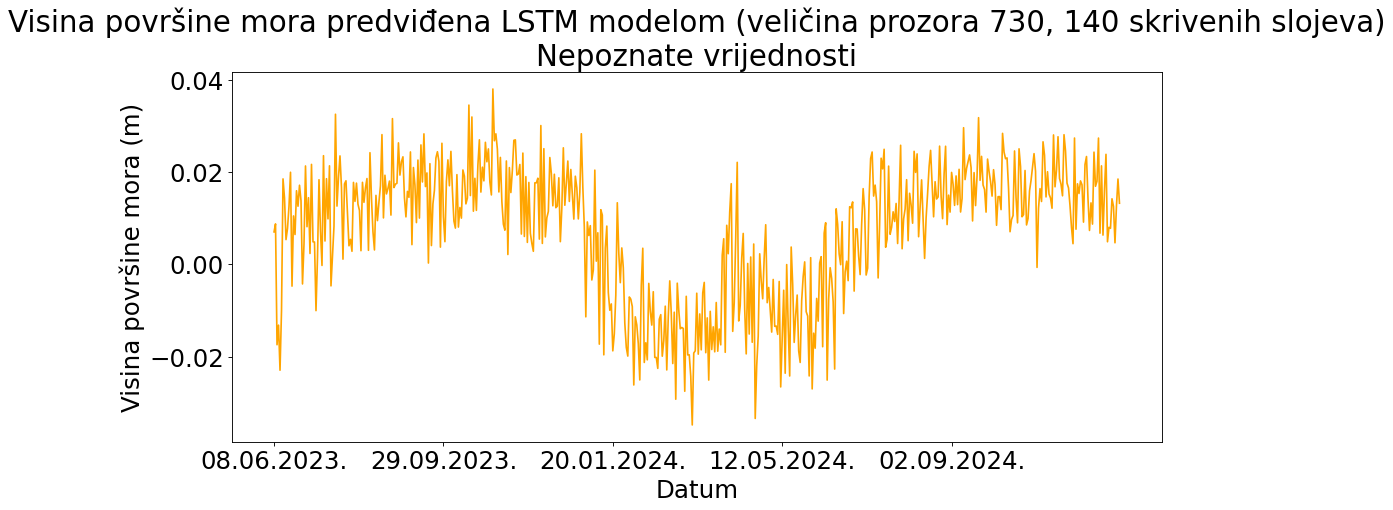 Visina površine mora predviđena LSTM modelom (veličina prozora 730, 140 skrivenih slojeva)
Nepoznate vrijednosti
Visina površine mora (m)
0.04
0.02
0.00
−0.02
08.06.2023. 29.09.2023. 20.01.2024. 12.05.2024. 02.09.2024.
Datum